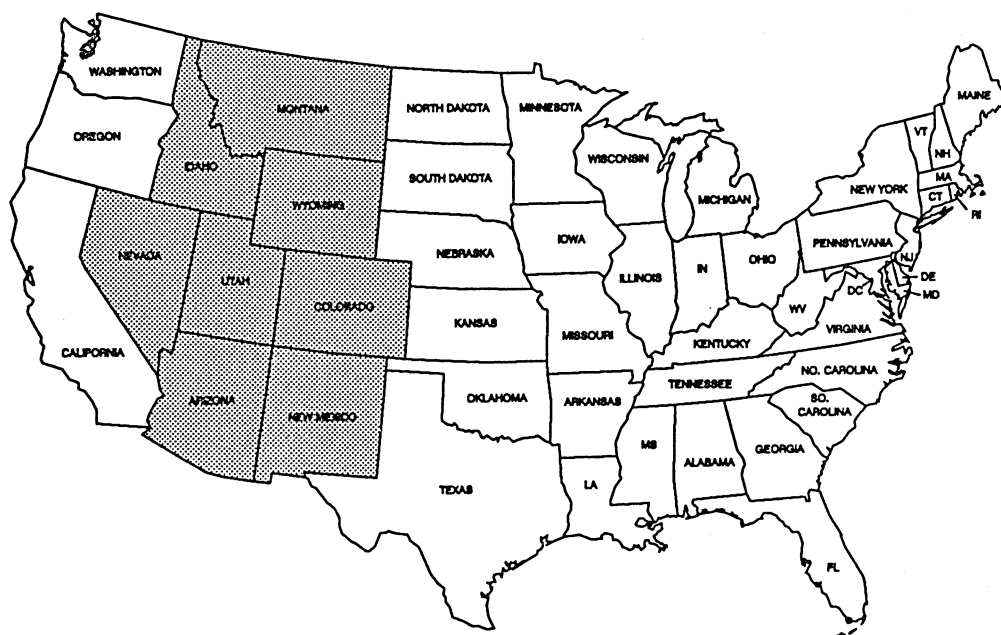 WASHINGTON
MONTANA
NORTH DAKOTA
MINNESOTA
MAINE
OREGON
IDAHO
WYOMING
SOUTH DAKOTA
WISCONSIN
MICHIGAN
NEW YORK
VT
NH
MA
CT
RI
NEVADA
UTAH
COLORADO
NEBRASKA
IOWA
ILLINOIS
IN
OHIO
PENNSYLVANIA
NJ
DE
MD
DC
WV
VIRGINIA
CALIFORNIA
KANSAS
MISSOURI
KENTUCKY
ARIZONA
NEW MEXICO
OKLAHOMA
ARKANSAS
TENNESSEE
NO. CAROLINA
SO.
CAROLINA
TEXAS
LA
MS
ALABAMA
GEORGIA
FL